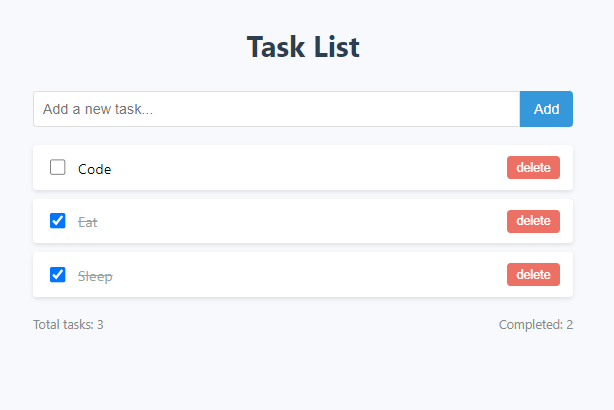 Task List
Add a new task...
Add
Code
delete
Eat
delete
Sleep
delete
Total tasks: 3
Completed: 2